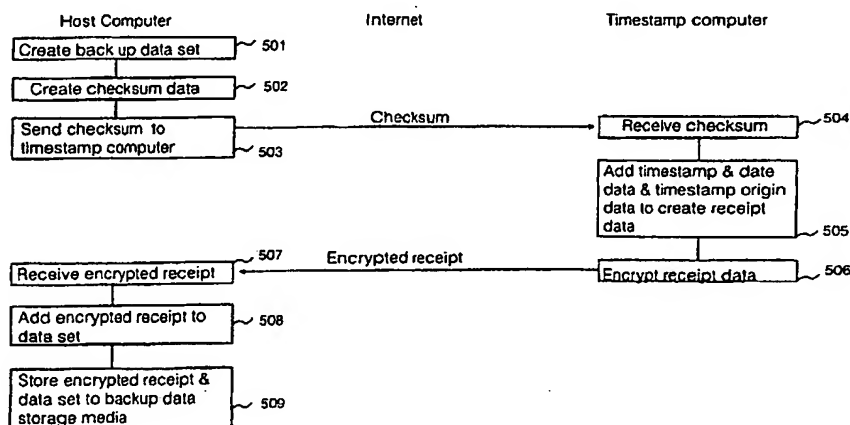 Host Computer
Internet
Timestamp computer
Create back up data set
501
Create checksum data
502
Send checksum to
timestamp computer
503
Checksum
Receive checksum
504
Add timestamp & date
data & timestamp origin
data to create receipt
data
505
Encrypt receipt data
506
Encrypted receipt
507
Receive encrypted receipt
Add encrypted receipt to
data set
508
Store encrypted receipt &
data set to backup data
storage media
509